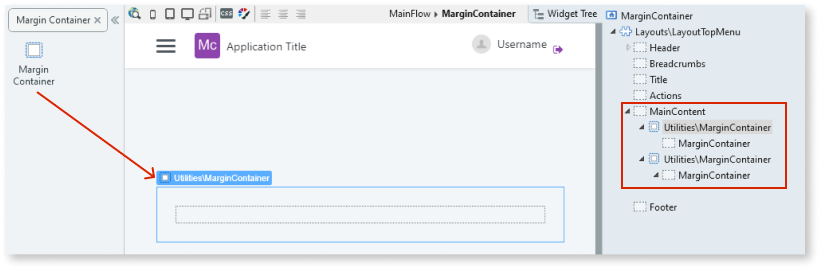 Margin Container
Margin
Container
MainFlow MarginContainer
Widget Tree
CSS
Mc
Application Title
Username
Utilities\MarginContainer
MarginContainer
Layouts\LayoutTopMenu
Header
Breadcrumbs
Title
Actions
MainContent
Utilities\MarginContainer
MarginContainer
Utilities\MarginContainer
MarginContainer
Footer